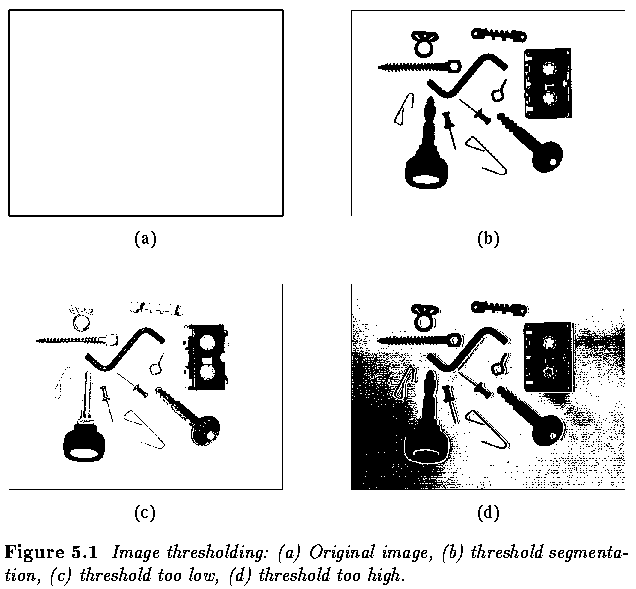 (a)
(b)
(c)
(d)
Figure 5.1 Image thresholding: (a) Original image, (b) threshold segmenta-
tion, (c) threshold too low, (d) threshold too high.